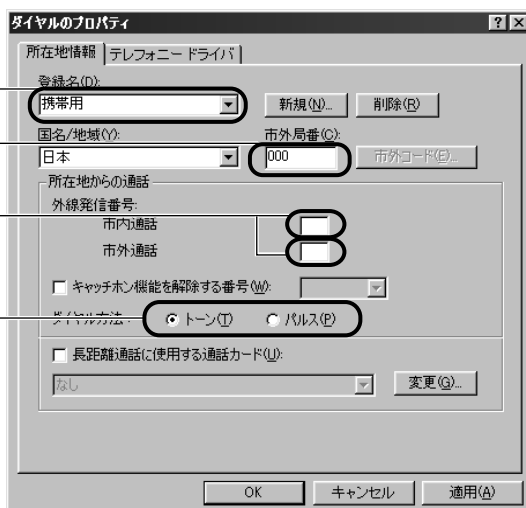 ダイヤルのプロパティ
所在地情報 テレフォニー ドライバ
登録名(D):
携帯用 新規(N)... 削除(R)
国名/地域(Y): 市外局番(C):
日本 000 市外コード(E)...
所在地からの通話
外線発信番号:
市内通話
市外通話
キャッチホン機能を解除する番号(W):
ダイヤル方法: トーン(T) パルス(P)
長距離通話に使用する通話カード(U):
なし 変更(G)...
OK キャンセル 適用(A)